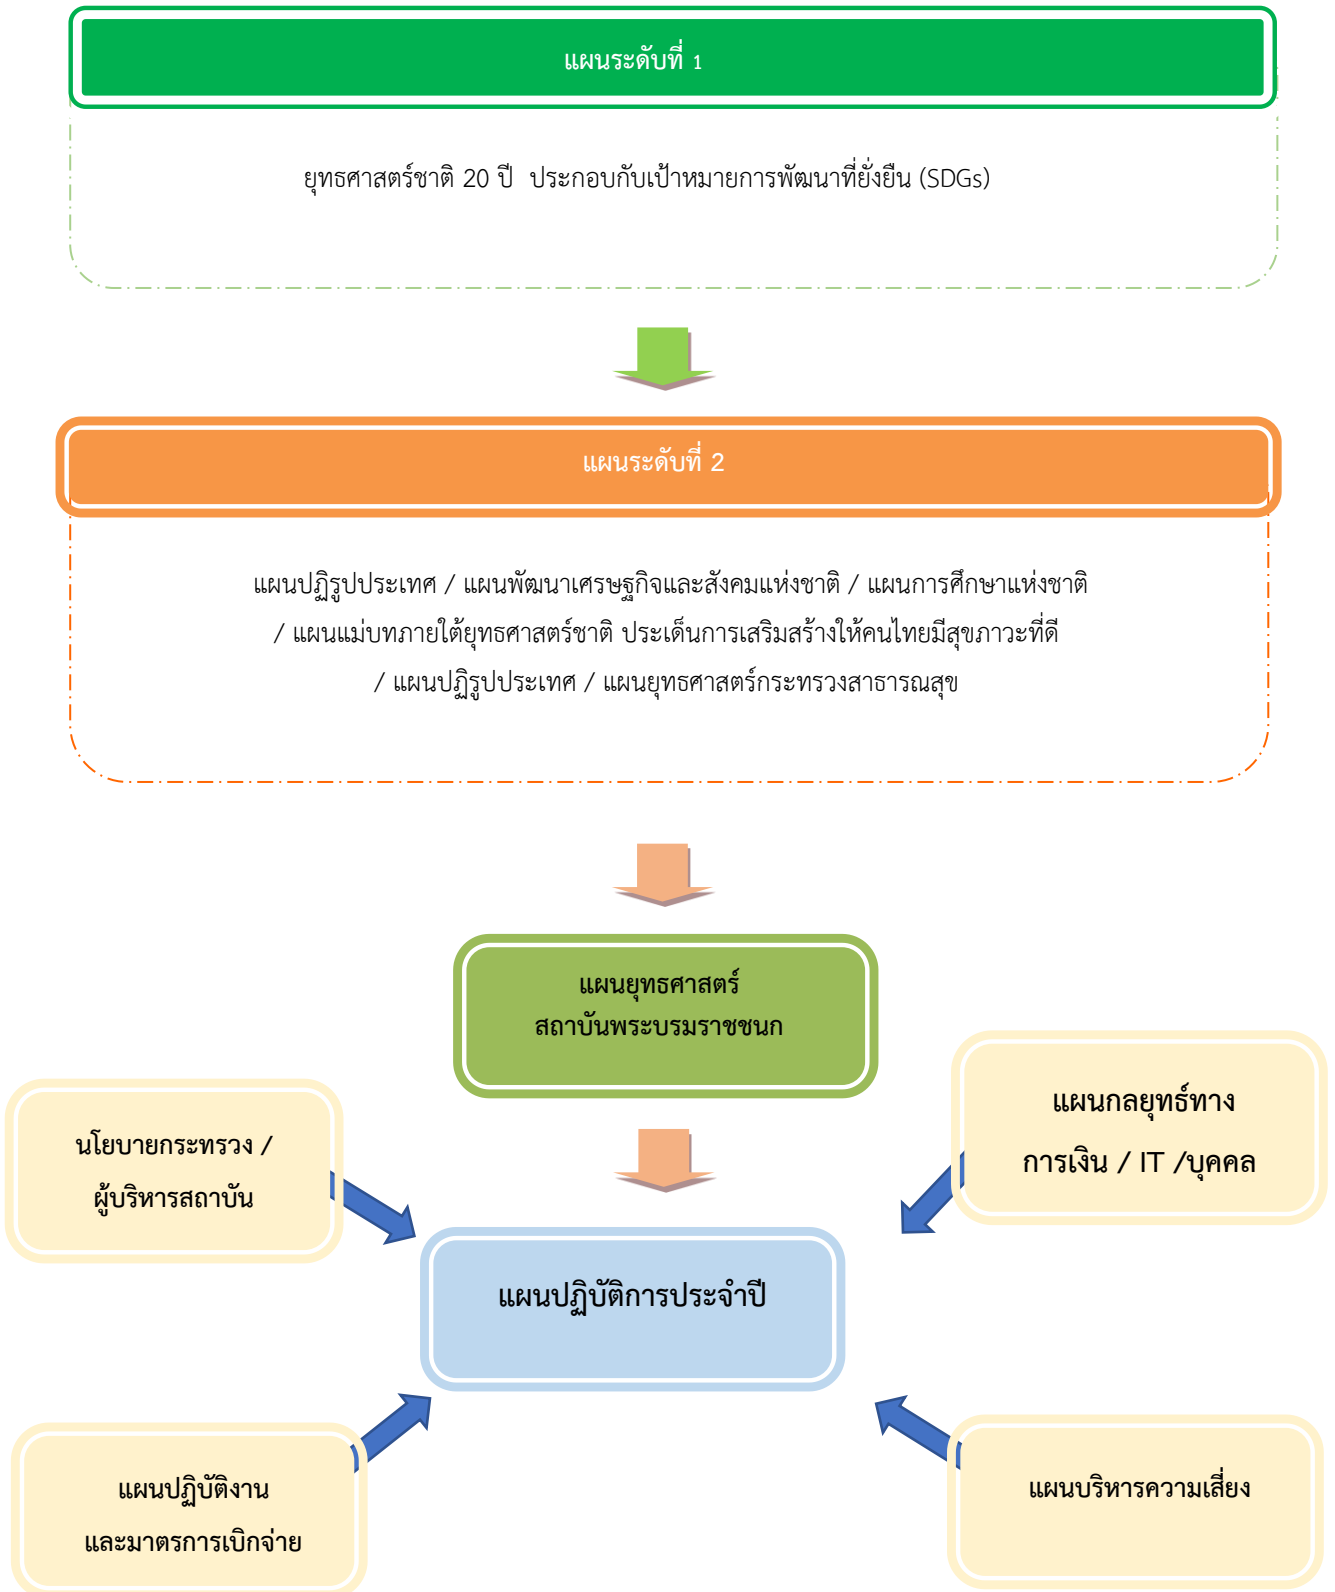 แผนระดับที่ 1
ยุทธศาสตร์ชาติ 20 ปี ประกอบกับเป้าหมายการพัฒนาที่ยั่งยืน (SDGs)
แผนระดับที่ 2
แผนปฏิรูปประเทศ / แผนพัฒนาเศรษฐกิจและสังคมแห่งชาติ / แผนการศึกษาแห่งชาติ
/ แผนแม่บทภายใต้ยุทธศาสตร์ชาติ ประเด็นการเสริมสร้างให้คนไทยมีสุขภาวะที่ดี
/ แผนปฏิรูปประเทศ / แผนยุทธศาสตร์กระทรวงสาธารณสุข
แผนยุทธศาสตร์
สถาบันพระบรมราชชนก
นโยบายกระทรวง /
ผู้บริหารสถาบัน
แผนกลยุทธ์ทาง
การเงิน / IT /บุคคล
แผนปฏิบัติการประจำปี
แผนปฏิบัติงาน
และมาตรการเบิกจ่าย
แผนบริหารความเสี่ยง